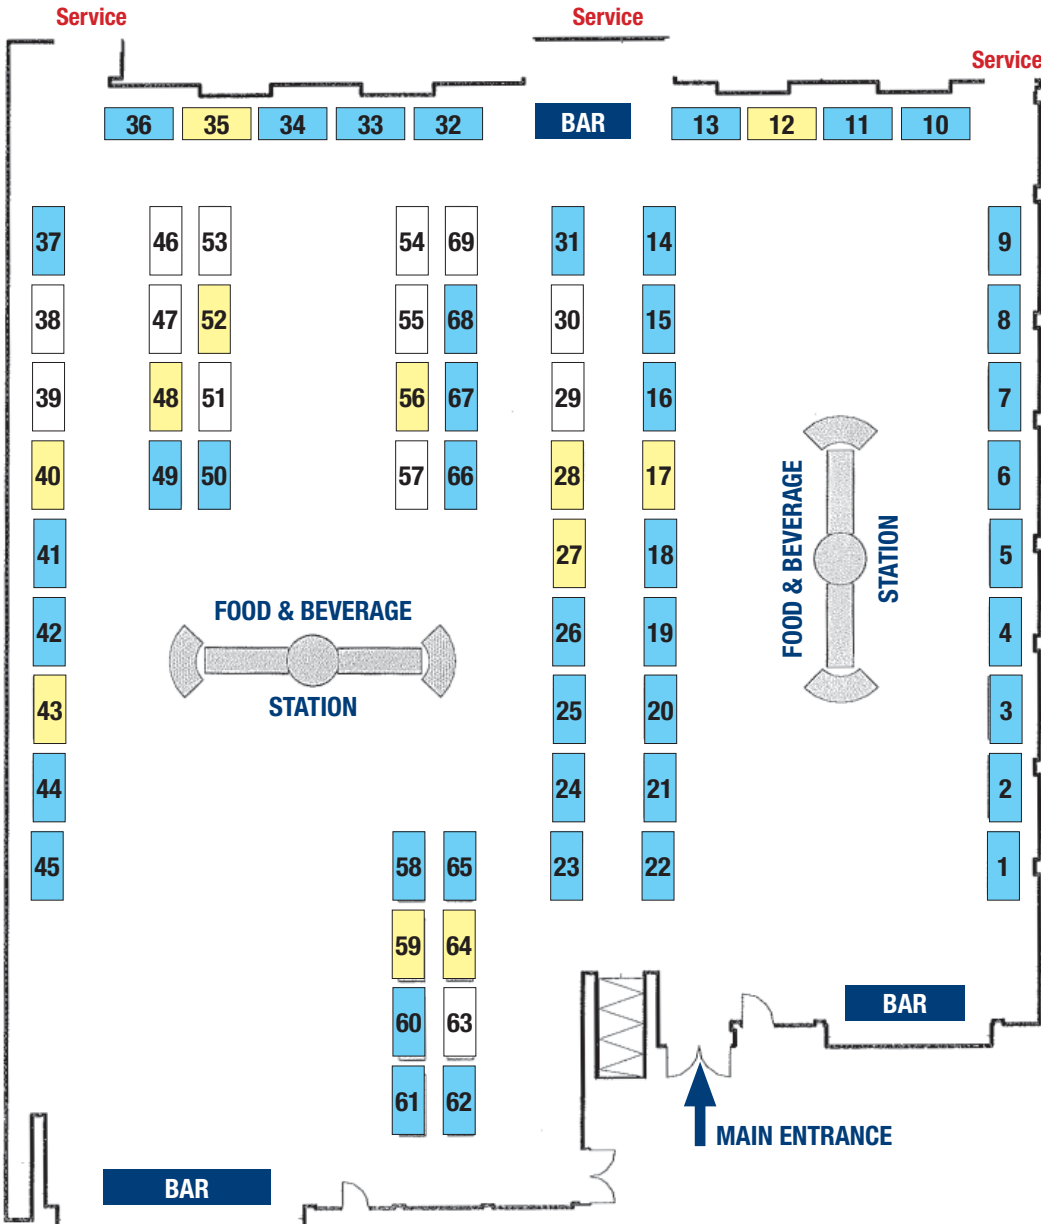 Service
Service
Service
36 35 34 33 32 BAR 13 12 11 10
37 46 53 54 69 31 14 9
38 47 52 55 68 30 15 8
39 48 51 56 67 29 16 7
40 49 50 57 66 28 17 6
41 27 18 5
42 26 19 4
43 25 20 3
44 24 21 2
45 58 65 23 22 1
FOOD & BEVERAGE
STATION
FOOD & BEVERAGE
STATION
59 64
60 63
61 62
BAR
MAIN ENTRANCE
BAR